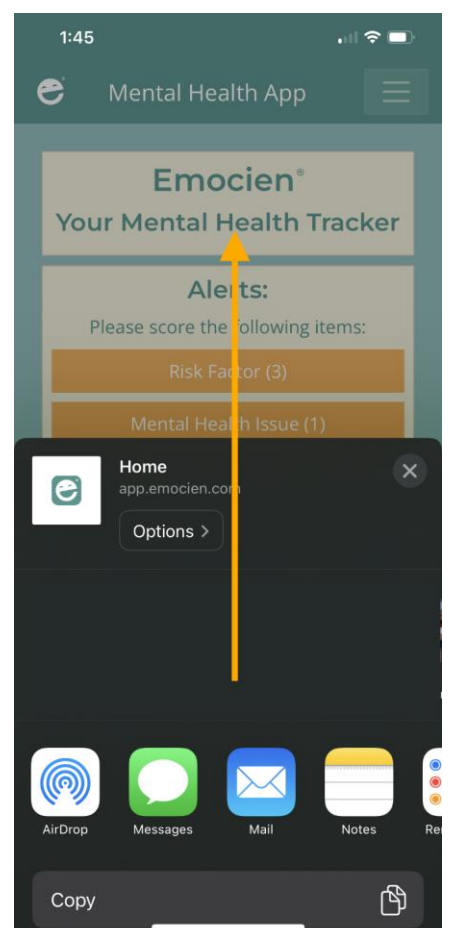 1:45
Mental Health App
Emocien®
Your Mental Health Tracker
Alerts:
Please score the following items:
Risk Factor (3)
Mental Health Issue (1)
Home
app.emocien.com
Options >
AirDrop
Messages
Mail
Notes
Copy